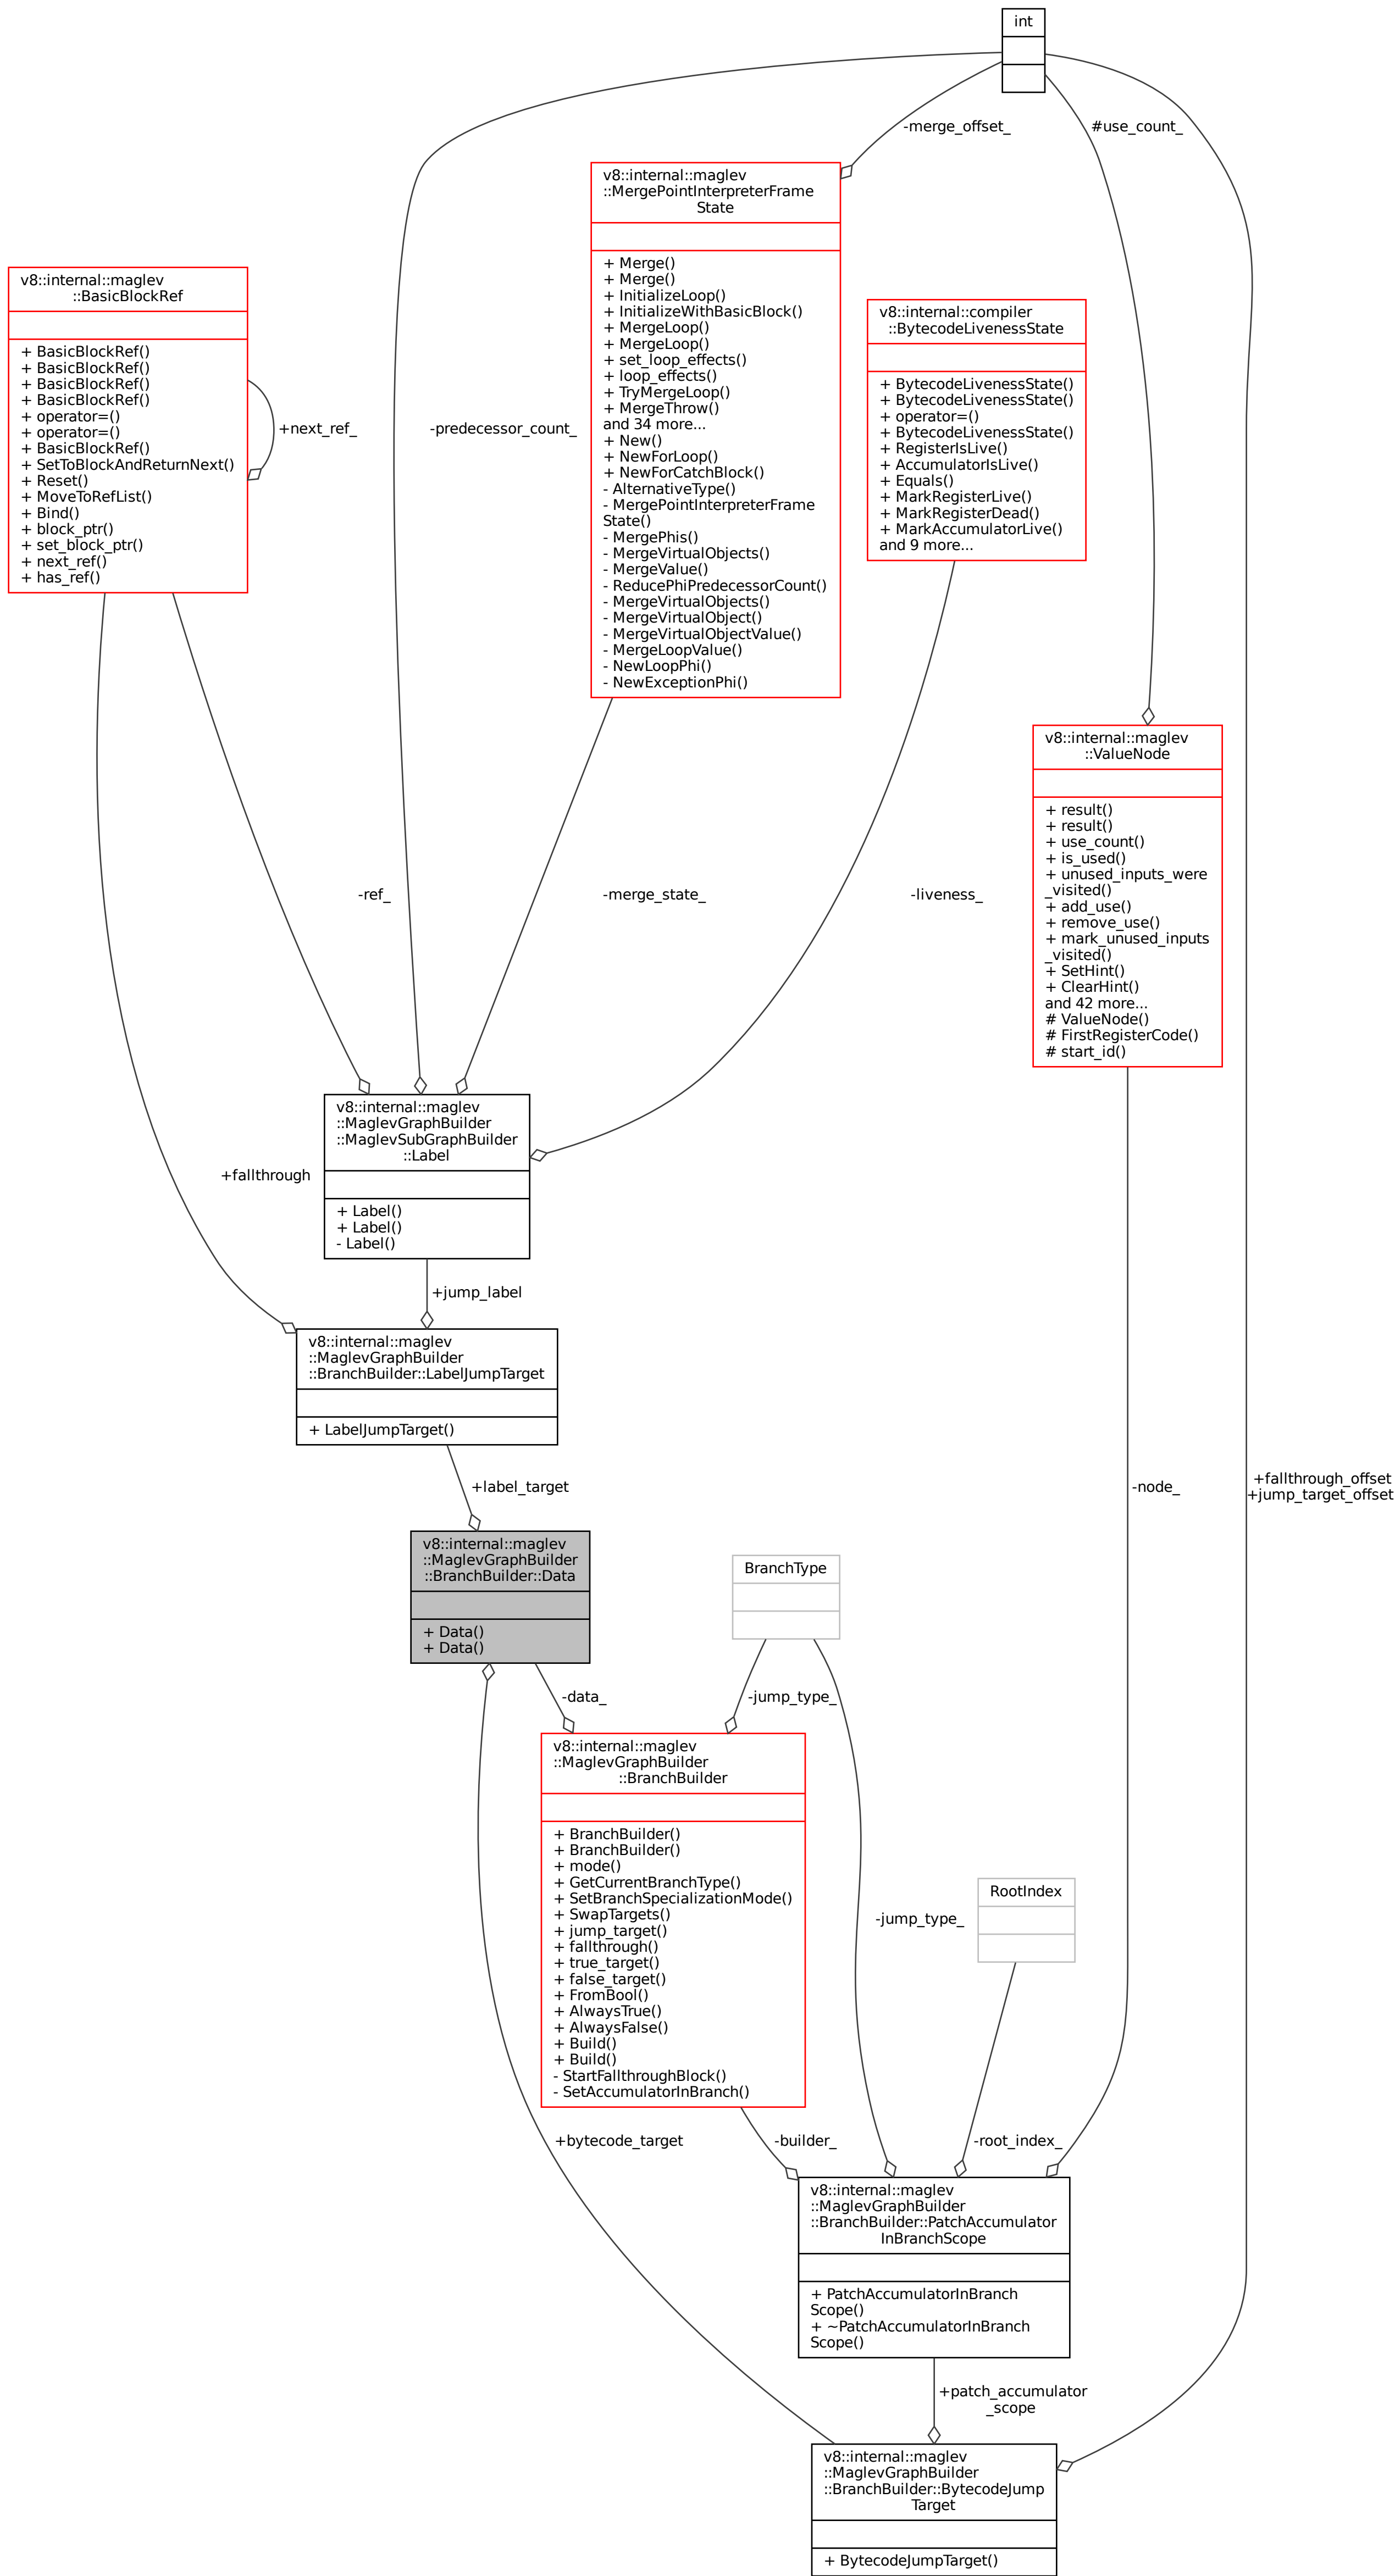 int
-merge_offset_
#use_count_
v8::internal::maglev
::MergePointInterpreterFrame
State
+ Merge()
+ Merge()
+ InitializeLoop()
+ InitializeWithBasicBlock()
+ MergeLoop()
+ MergeLoop()
+ set_loop_effects()
+ loop_effects()
+ TryMergeLoop()
+ MergeThrow()
and 34 more...
+ New()
+ NewForLoop()
+ NewForCatchBlock()
- AlternativeType()
- MergePointInterpreterFrame
State()
- MergePhis()
- MergeVirtualObjects()
- MergeValue()
- ReducePhiPredecessorCount()
- MergeVirtualObjects()
- MergeVirtualObject()
- MergeVirtualObjectValue()
- MergeLoopValue()
- NewLoopPhi()
- NewExceptionPhi()
v8::internal::maglev
::BasicBlockRef
+ BasicBlockRef()
+ BasicBlockRef()
+ BasicBlockRef()
+ BasicBlockRef()
+ operator=()
+ operator=()
+ BasicBlockRef()
+ SetToBlockAndReturnNext()
+ Reset()
+ MoveToRefList()
+ Bind()
+ block_ptr()
+ set_block_ptr()
+ next_ref()
+ has_ref()
+next_ref_
-predecessor_count_
v8::internal::compiler
::BytecodeLivenessState
+ BytecodeLivenessState()
+ BytecodeLivenessState()
+ operator=()
+ BytecodeLivenessState()
+ RegisterIsLive()
+ AccumulatorIsLive()
+ Equals()
+ MarkRegisterLive()
+ MarkRegisterDead()
+ MarkAccumulatorLive()
and 9 more...
v8::internal::maglev
::ValueNode
+ result()
+ result()
+ use_count()
+ is_used()
+ unused_inputs_were
_visited()
+ add_use()
+ remove_use()
+ mark_unused_inputs
_visited()
+ SetHint()
+ ClearHint()
and 42 more...
# ValueNode()
# FirstRegisterCode()
# start_id()
-ref_
-merge_state_
-liveness_
v8::internal::maglev
::MaglevGraphBuilder
::MaglevSubGraphBuilder
::Label
+ Label()
+ Label()
- Label()
+fallthrough
+jump_label
v8::internal::maglev
::MaglevGraphBuilder
::BranchBuilder::LabelJumpTarget
+ LabelJumpTarget()
+label_target
-node_
+fallthrough_offset
+jump_target_offset
v8::internal::maglev
::MaglevGraphBuilder
::BranchBuilder::Data
+ Data()
+ Data()
BranchType
-data_
-jump_type_
v8::internal::maglev
::MaglevGraphBuilder
::BranchBuilder
+ BranchBuilder()
+ BranchBuilder()
+ mode()
+ GetCurrentBranchType()
+ SetBranchSpecializationMode()
+ SwapTargets()
+ jump_target()
+ fallthrough()
+ true_target()
+ false_target()
+ FromBool()
+ AlwaysTrue()
+ AlwaysFalse()
+ Build()
+ Build()
- StartFallthroughBlock()
- SetAccumulatorInBranch()
-jump_type_
RootIndex
+bytecode_target
-builder_
-root_index_
v8::internal::maglev
::MaglevGraphBuilder
::BranchBuilder::PatchAccumulator
InBranchScope
+ PatchAccumulatorInBranch
Scope()
+ ~PatchAccumulatorInBranch
Scope()
+patch_accumulator
_scope
v8::internal::maglev
::MaglevGraphBuilder
::BranchBuilder::BytecodeJump
Target
+ BytecodeJumpTarget()